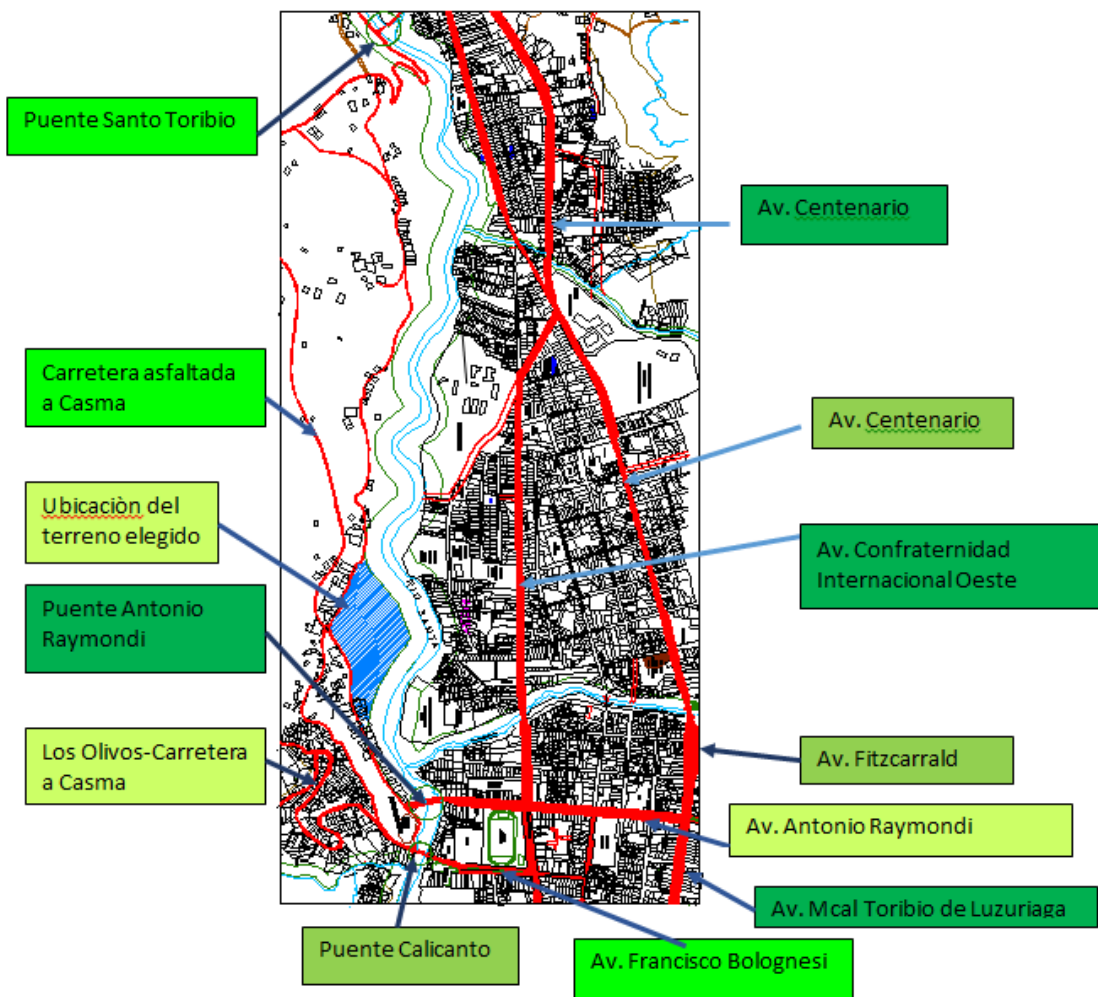 Puente Santo Toribio
Av. Centenario
Carretera asfaltada
a Casma
Av. Centenario
Ubicaciòn del
terreno elegido
Av. Confraternidad
Internacional Oeste
Puente Antonio
Raymondi
RIO SANTA
Los Olivos-Carretera
a Casma
Av. Fitzcarrald
Av. Antonio Raymondi
Av. Mcal Toribio de Luzuriaga
Puente Calicanto
Av. Francisco Bolognesi